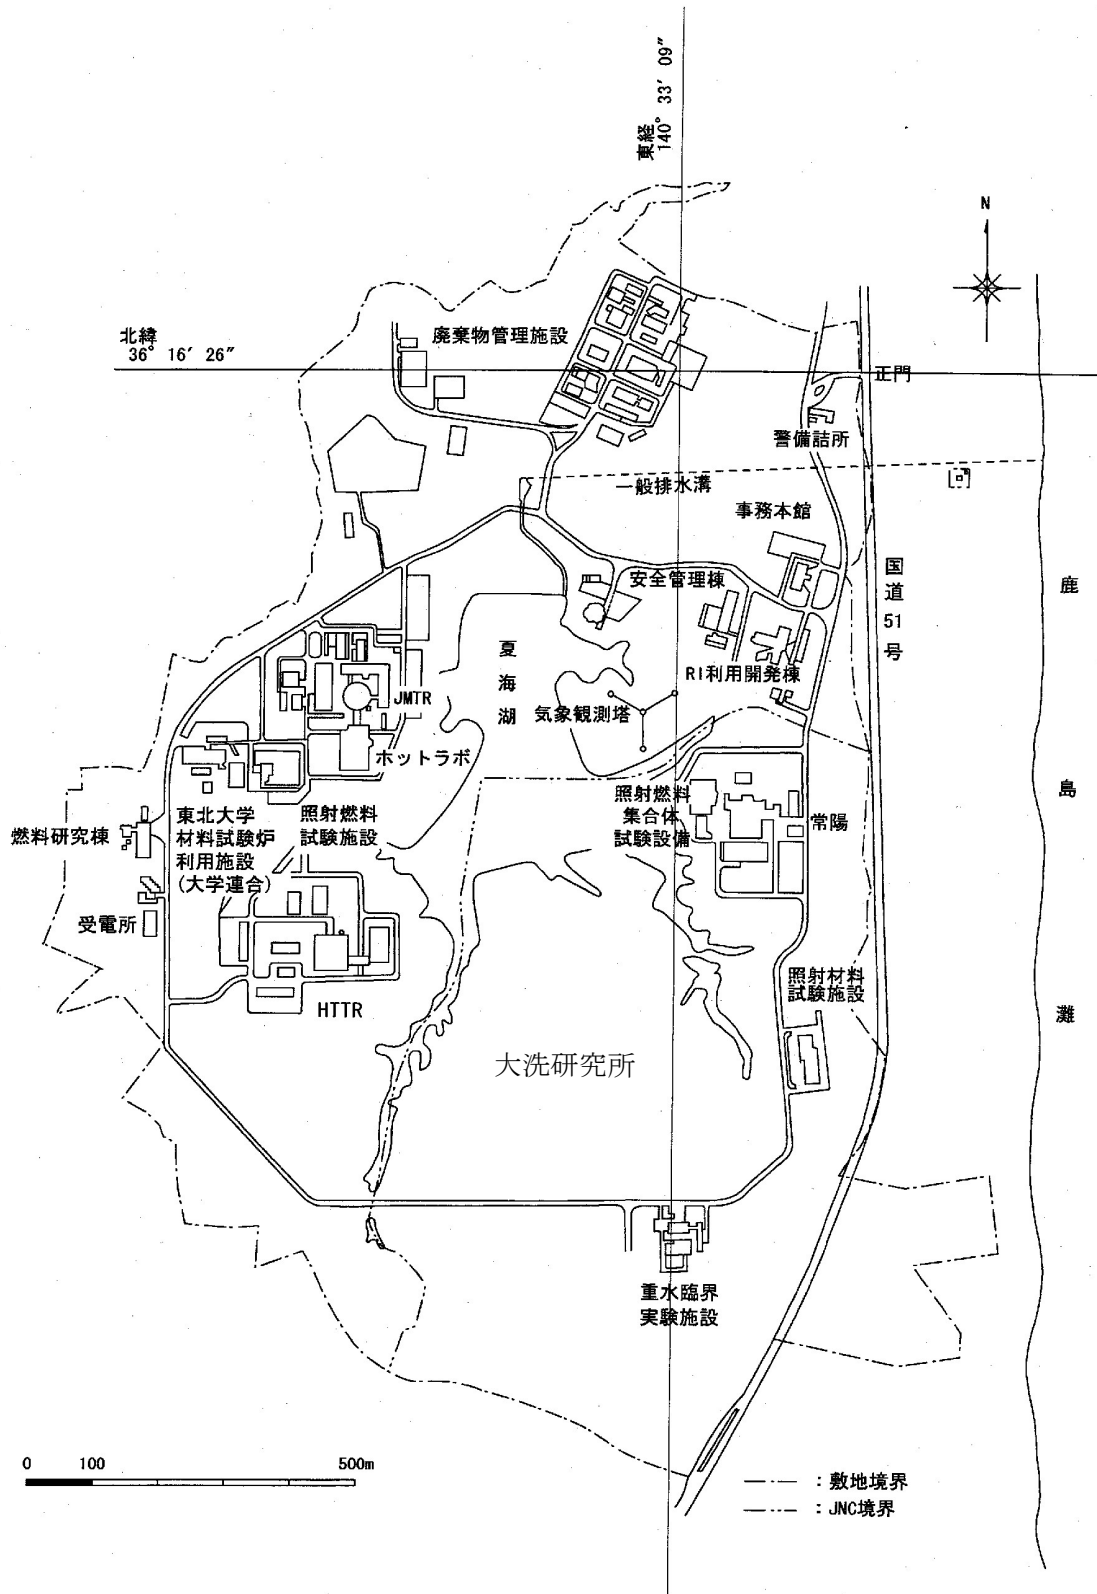 東経
140° 33′ 09″
N
北緯
36° 16′ 26″
廃棄物管理施設
正門
警備詰所
一般排水溝
事務本館
安全管理棟
国道51号
鹿島灘
夏海湖
RI利用開発棟
JMTR
気象観測塔
ホットラボ
照射燃料
集合体
試験設備
常陽
東北大学
材料試験炉
利用施設
(大学連合)
照射燃料
試験施設
燃料研究棟
受電所
照射材料
試験施設
HTTR
大洗研究所
重水臨界
実験施設
0 100 500m
：敷地境界
：JNC境界